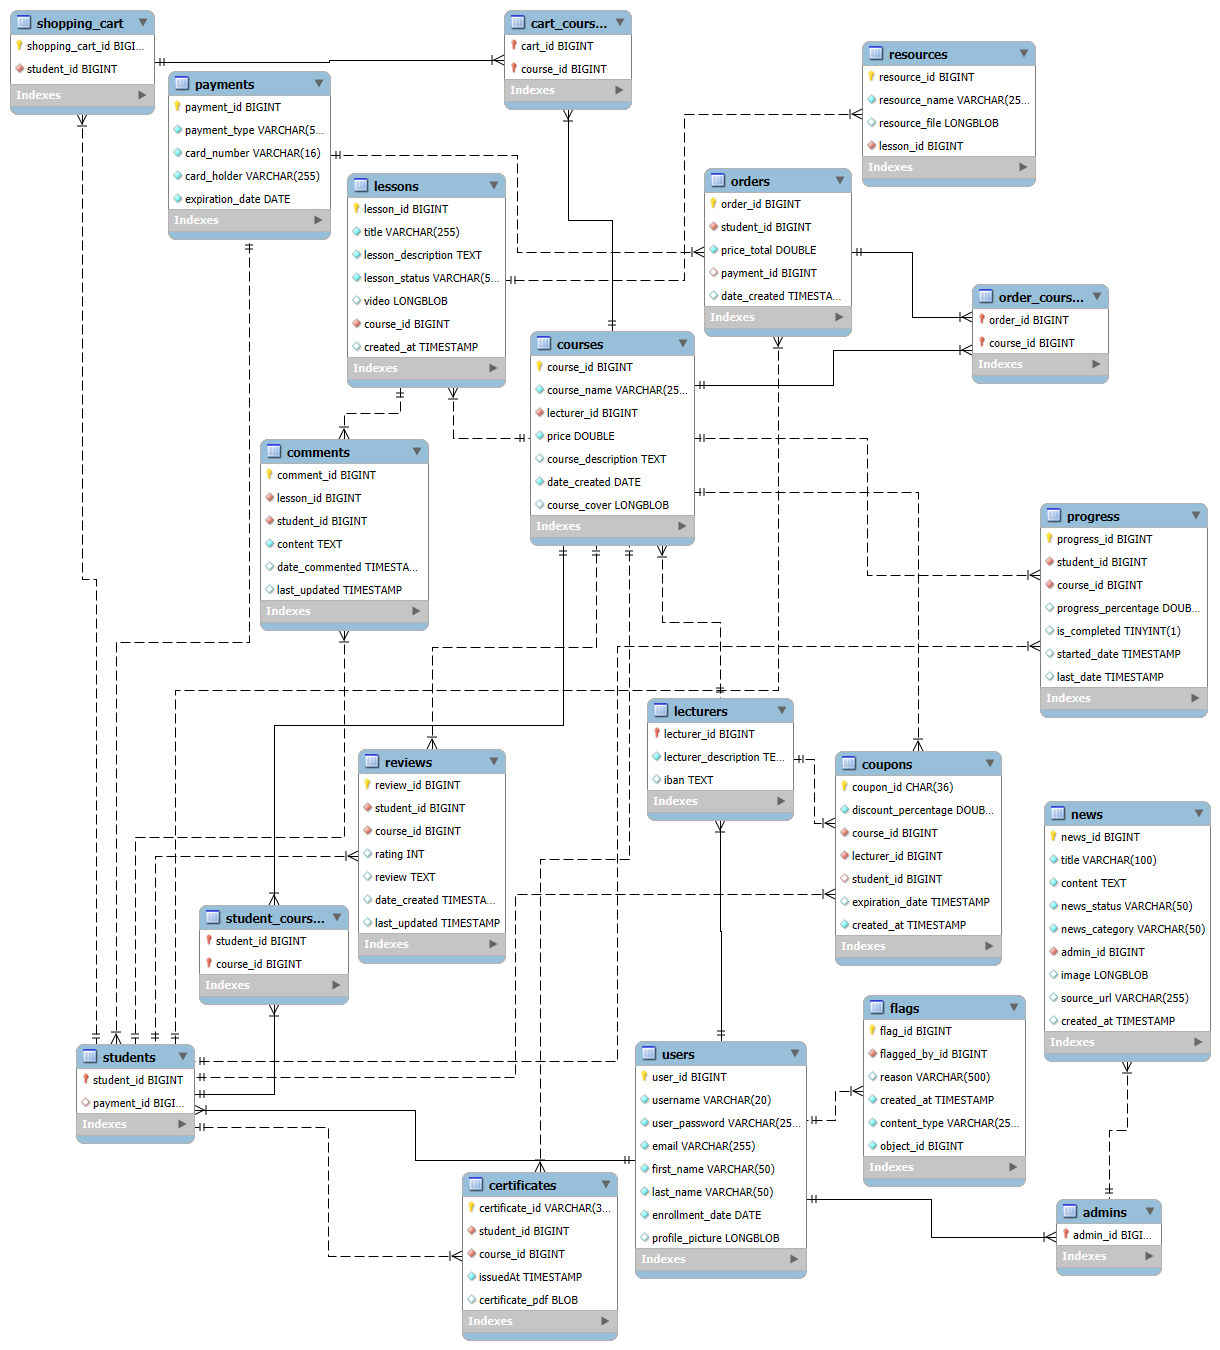 shopping_cart
shopping_cart_id BIGI...
student_id BIGINT
Indexes
cart_cours...
cart_id BIGINT
course_id BIGINT
Indexes
resources
resource_id BIGINT
resource_name VARCHAR(25...
resource_file LONGBLOB
lesson_id BIGINT
Indexes
payments
payment_id BIGINT
payment_type VARCHAR(5...
card_number VARCHAR(16)
card_holder VARCHAR(255)
expiration_date DATE
Indexes
lessons
lesson_id BIGINT
title VARCHAR(255)
lesson_description TEXT
lesson_status VARCHAR(5...
video LONGBLOB
course_id BIGINT
created_at TIMESTAMP
Indexes
orders
order_id BIGINT
student_id BIGINT
price_total DOUBLE
payment_id BIGINT
date_created TIMESTA...
Indexes
order_cours...
order_id BIGINT
course_id BIGINT
Indexes
courses
course_id BIGINT
course_name VARCHAR(25...
lecturer_id BIGINT
price DOUBLE
course_description TEXT
date_created DATE
course_cover LONGBLOB
Indexes
comments
comment_id BIGINT
lesson_id BIGINT
student_id BIGINT
content TEXT
date_commented TIMESTA...
last_updated TIMESTAMP
Indexes
progress
progress_id BIGINT
student_id BIGINT
course_id BIGINT
progress_percentage DOUB...
is_completed TINYINT(1)
started_date TIMESTAMP
last_date TIMESTAMP
Indexes
lecturers
lecturer_id BIGINT
lecturer_description TE...
iban TEXT
Indexes
reviews
review_id BIGINT
student_id BIGINT
course_id BIGINT
rating INT
review TEXT
date_created TIMESTA...
last_updated TIMESTAMP
Indexes
coupons
coupon_id CHAR(36)
discount_percentage DOUB...
course_id BIGINT
lecturer_id BIGINT
student_id BIGINT
expiration_date TIMESTAMP
created_at TIMESTAMP
Indexes
news
news_id BIGINT
title VARCHAR(100)
content TEXT
news_status VARCHAR(50)
news_category VARCHAR(50)
admin_id BIGINT
image LONGBLOB
source_url VARCHAR(255)
created_at TIMESTAMP
Indexes
student_cours...
student_id BIGINT
course_id BIGINT
Indexes
students
student_id BIGINT
payment_id BIGI...
Indexes
users
user_id BIGINT
username VARCHAR(20)
user_password VARCHAR(25...
email VARCHAR(255)
first_name VARCHAR(50)
last_name VARCHAR(50)
enrollment_date DATE
profile_picture LONGBLOB
Indexes
flags
flag_id BIGINT
flagged_by_id BIGINT
reason VARCHAR(500)
created_at TIMESTAMP
content_type VARCHAR(25...
object_id BIGINT
Indexes
certificates
certificate_id VARCHAR(3...
student_id BIGINT
course_id BIGINT
issuedAt TIMESTAMP
certificate_pdf BLOB
Indexes
admins
admin_id BIGI...
Indexes